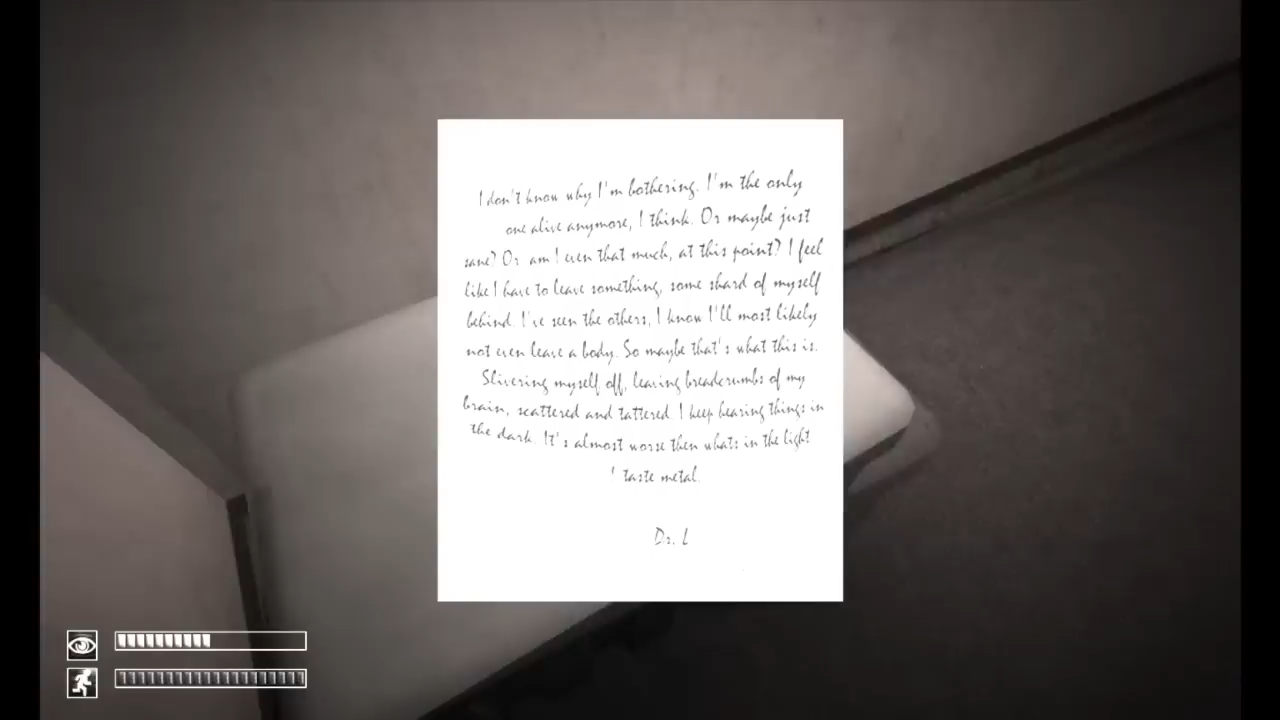 I don't know why I'm bothering. I'm the only
one alive anymore, I think. Or maybe just
sane? Or am I even that much, at this point? I feel
like I have to leave something, some shard of myself
behind. I've seen the others, I know I'll most likely
not even leave a body. So maybe that's what this is.
Slivering myself off, leaving breadcrumbs of my
brain, scattered and tattered. I keep hearing things in
the dark. It's almost worse then whats in the light.
I taste metal.
Dr. L